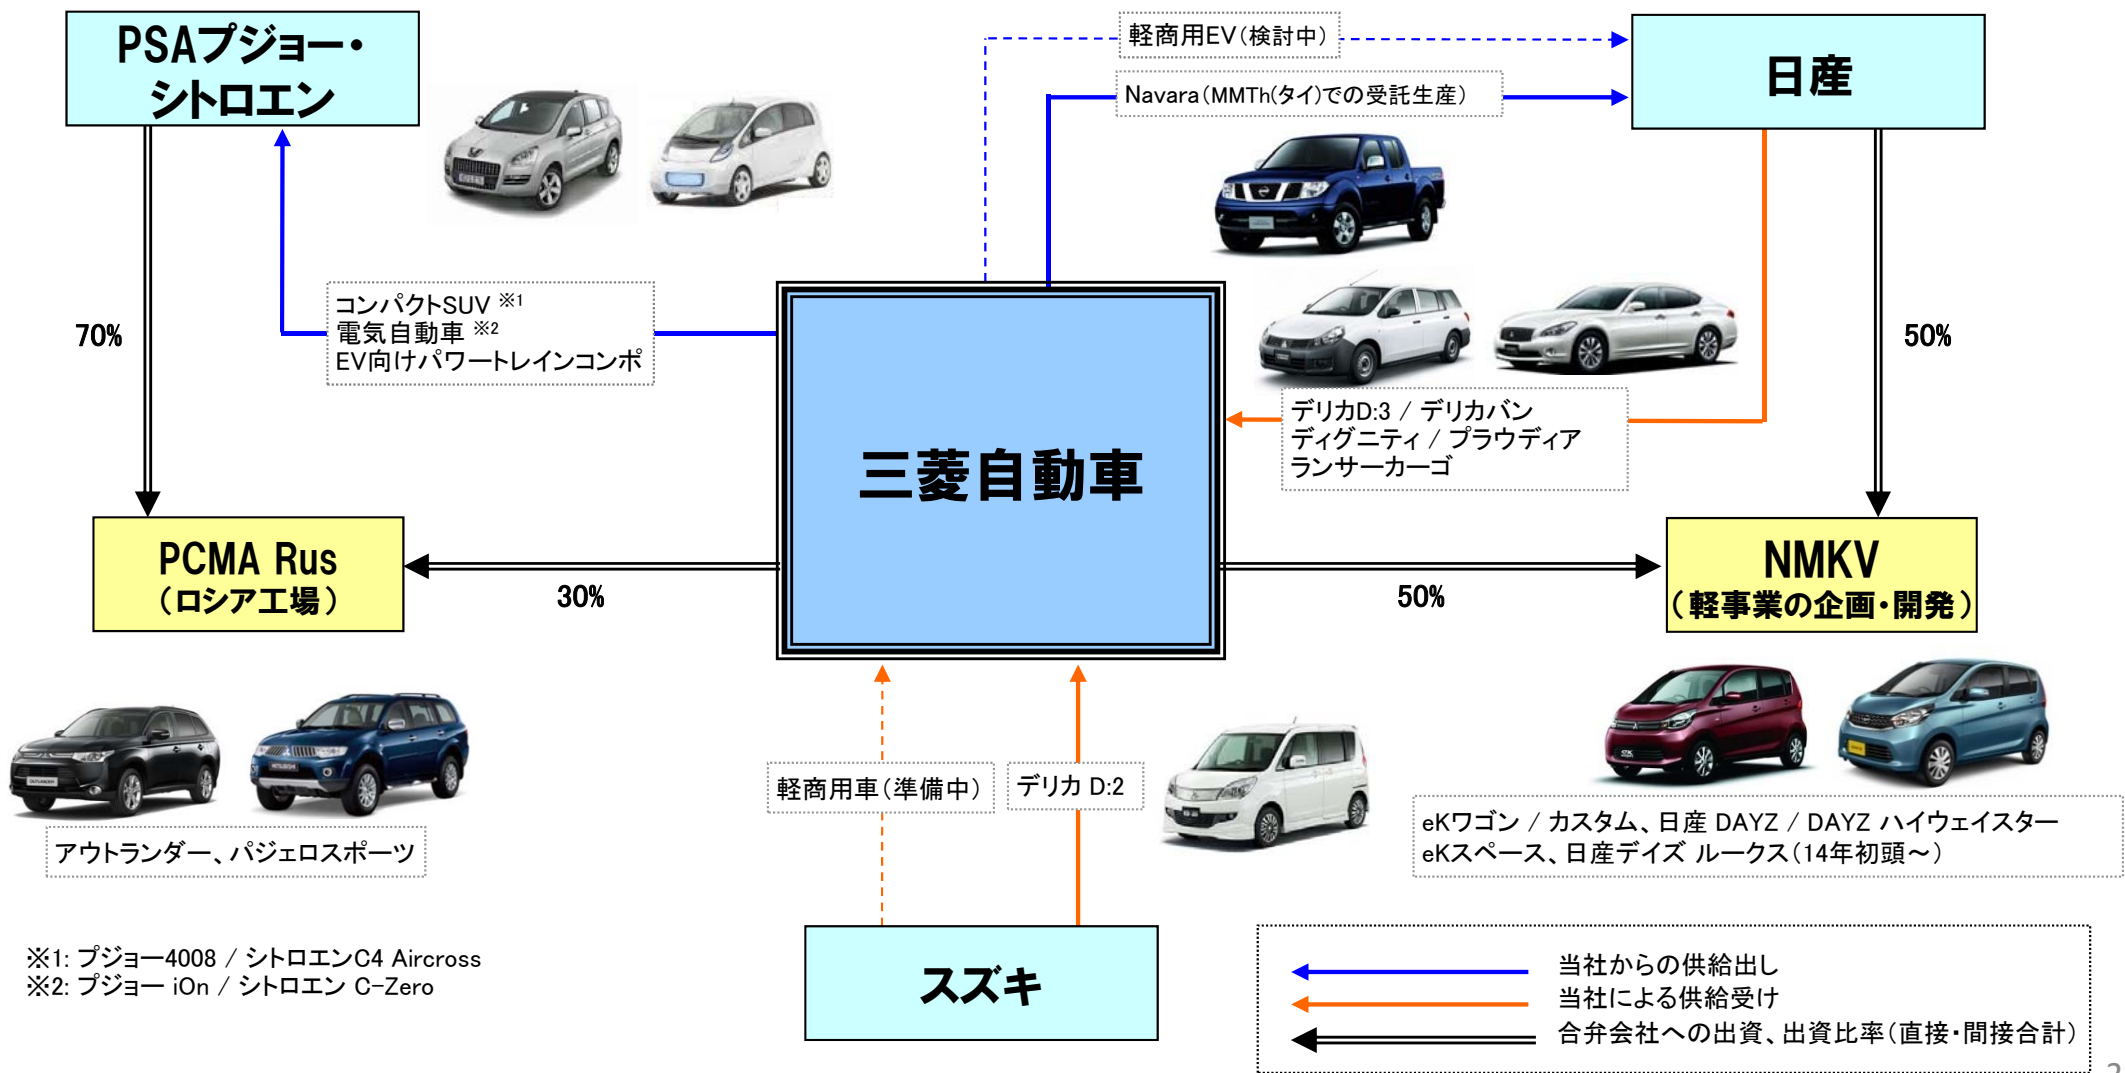 PSAプジョー・
シトロエン
軽商用EV（検討中）
Navara（MMTh(タイ)での受託生産）
日産
コンパクトSUV ※1
電気自動車 ※2
EV向けパワートレインコンポ
70%
50%
デリカD:3 / デリカバン
ディグニティ / プラウディア
ランサーカーゴ
三菱自動車
PCMA Rus
（ロシア工場）
30%
50%
NMKV
（軽事業の企画・開発）
軽商用車（準備中）
デリカ D:2
アウトランダー、パジェロスポーツ
eKワゴン / カスタム、日産 DAYZ / DAYZ ハイウェイスター
eKスペース、日産デイズ ルークス（14年初頭～）
※1: プジョー4008 / シトロエンC4 Aircross
※2: プジョー iOn / シトロエン C-Zero
スズキ
当社からの供給出し
当社による供給受け
合弁会社への出資、出資比率（直接・間接合計）